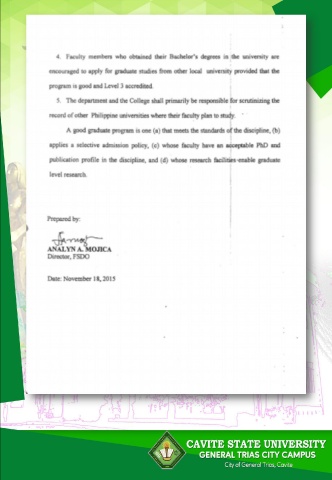 4. Faculty members who obtained their Bachelor's degrees in the university are
encouraged to apply for graduate studies from other local university provided that the
program is good and Level 3 accredited.
5. The department and the College shall primarily be responsible for scrutinizing the
record of other Philippine universities where their faculty plan to study.
A good graduate program is one (a) that meets the standards of the discipline, (b)
applies a selective admission policy, (c) whose faculty have an acceptable PhD and
publication profile in the discipline, and (d) whose research facilities enable graduate
level research.
Prepared by:
ANALYN A. MOJICA
Director, FSDO
Date: November 18, 2015
CAVITE STATE UNIVERSITY
GENERAL TRIAS CITY CAMPUS
City of General Trias, Cavite